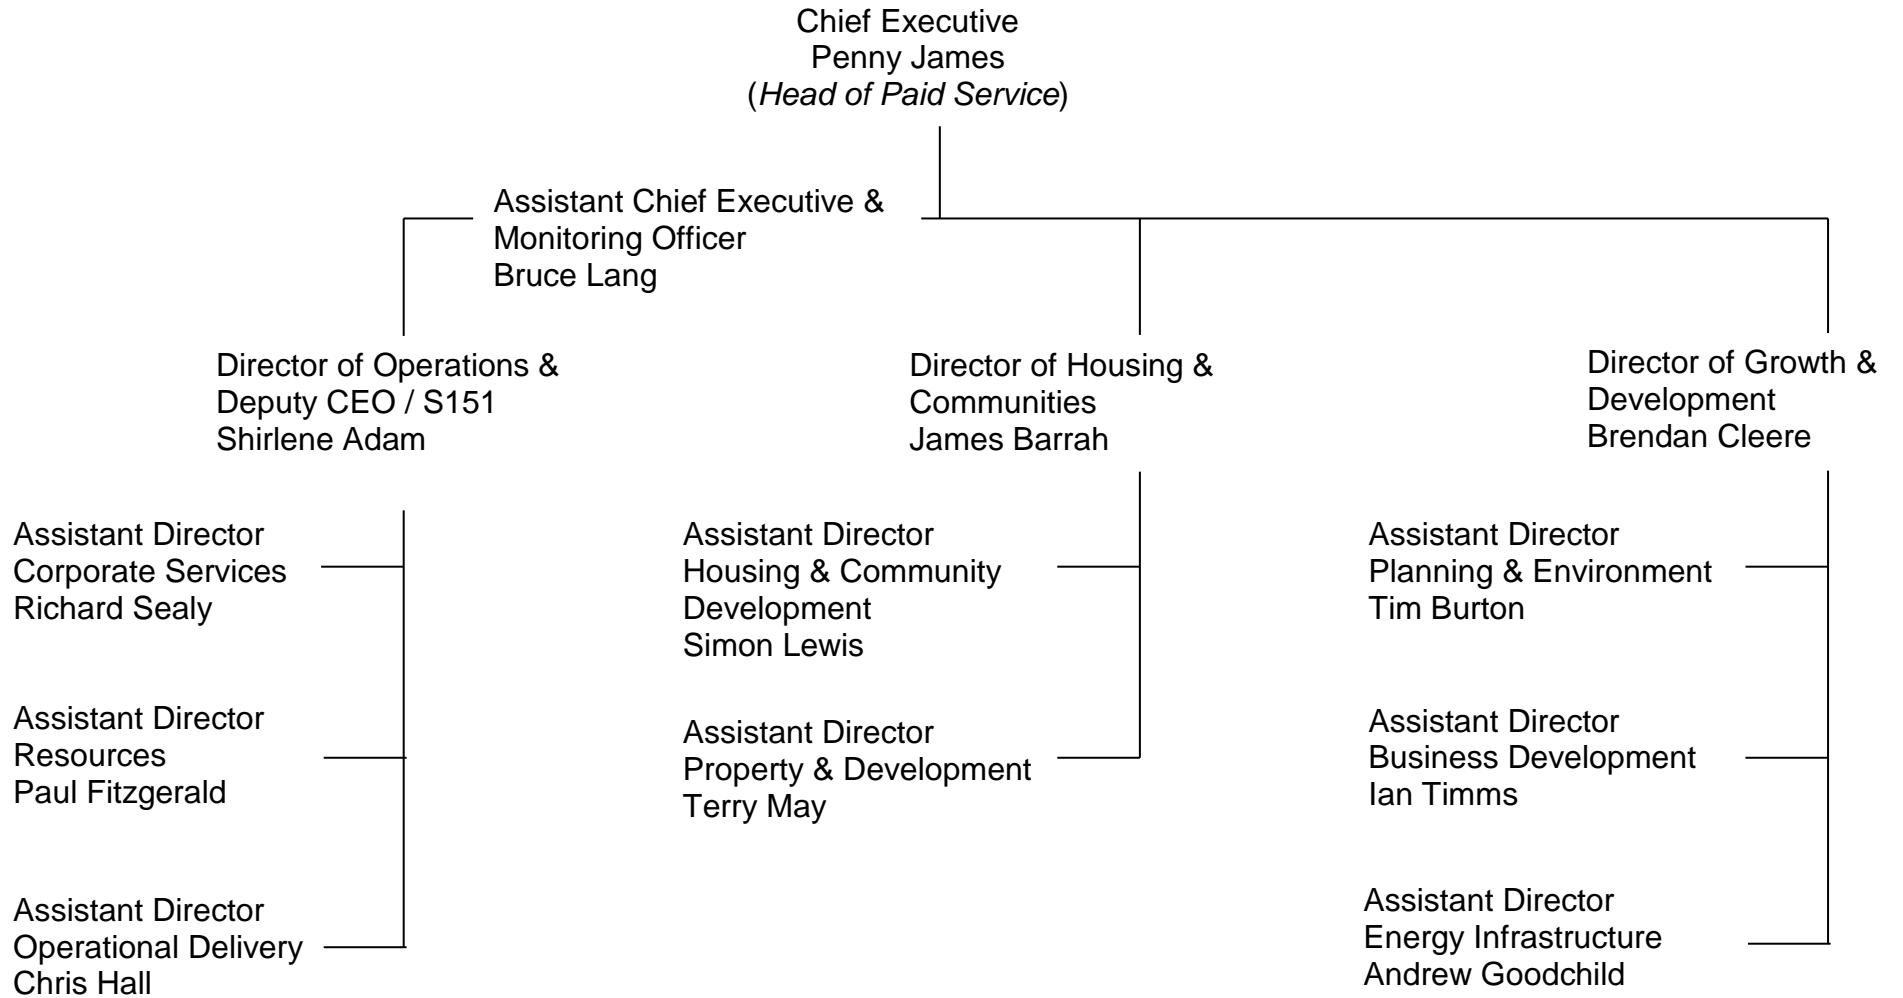 Chief Executive
Penny James
(Head of Paid Service)
Assistant Chief Executive &
Monitoring Officer
Bruce Lang
Director of Operations &
Deputy CEO / S151
Shirlene Adam
Director of Housing &
Communities
James Barrah
Director of Growth &
Development
Brendan Cleere
Assistant Director
Corporate Services
Richard Sealy
Assistant Director
Housing & Community
Development
Simon Lewis
Assistant Director
Planning & Environment
Tim Burton
Assistant Director
Resources
Paul Fitzgerald
Assistant Director
Property & Development
Terry May
Assistant Director
Business Development
Ian Timms
Assistant Director
Operational Delivery
Chris Hall
Assistant Director
Energy Infrastructure
Andrew Goodchild